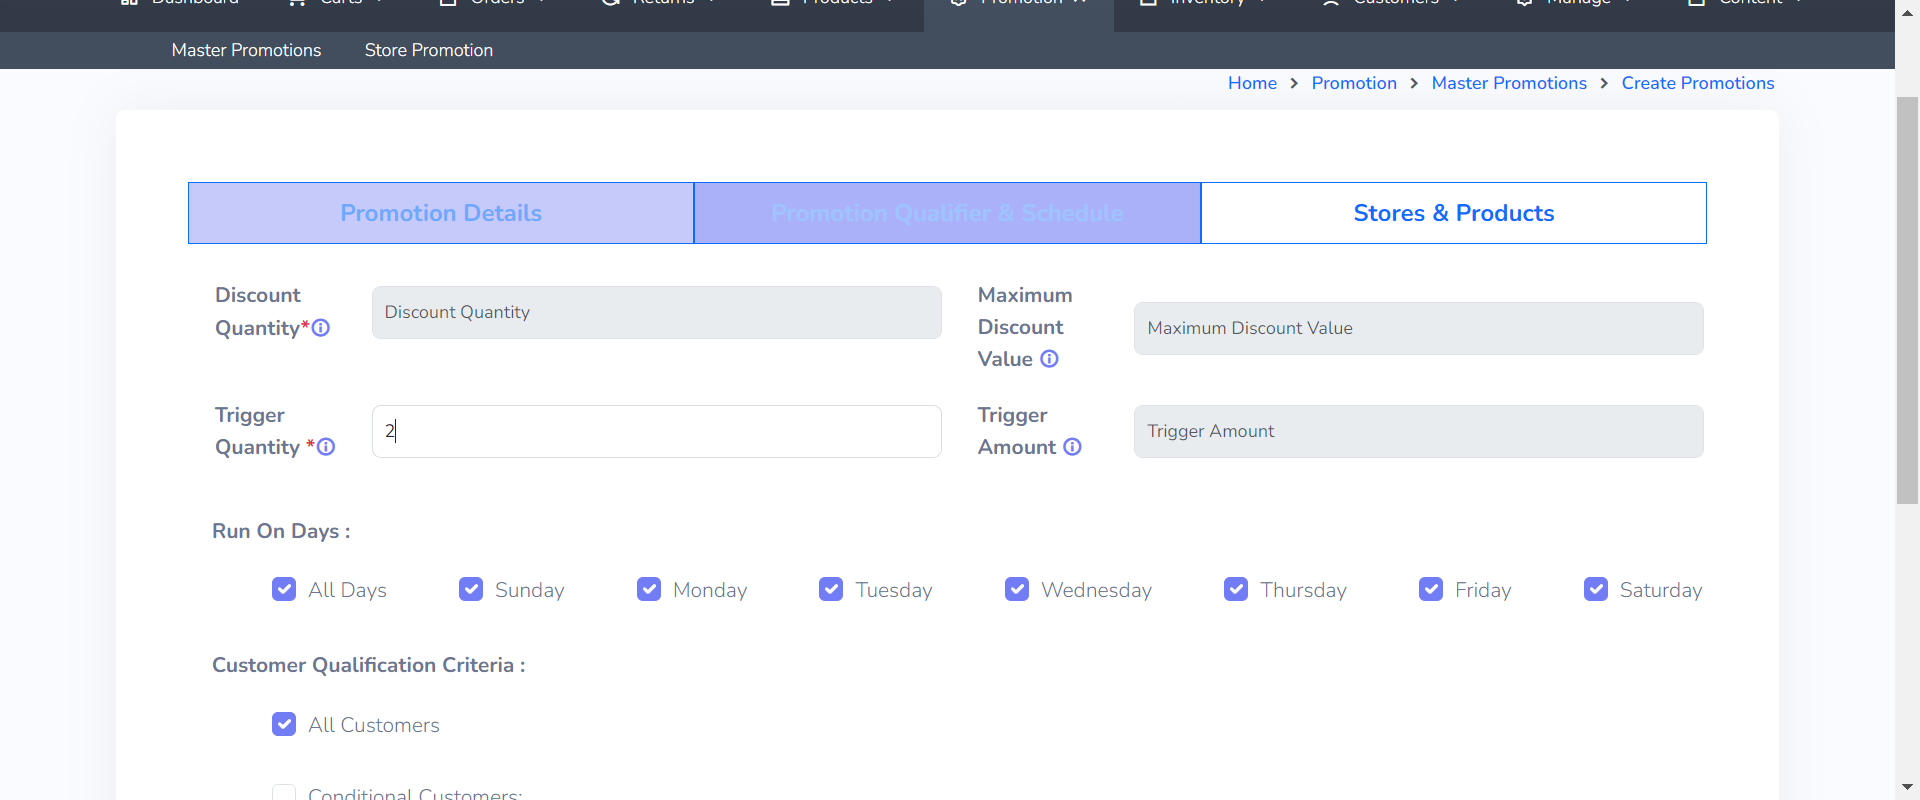 Dashboard Carts Orders Returns Products Promotion Inventory Customers Manage Content
Master Promotions Store Promotion
Home > Promotion > Master Promotions > Create Promotions
Promotion Details Promotion Qualifier & Schedule Stores & Products
Discount
Quantity*
Discount Quantity
Maximum
Discount
Value
Maximum Discount Value
Trigger
Quantity *
2
Trigger
Amount
Trigger Amount
Run On Days :
All Days Sunday Monday Tuesday Wednesday Thursday Friday Saturday
Customer Qualification Criteria :
All Customers
Conditional Customers: